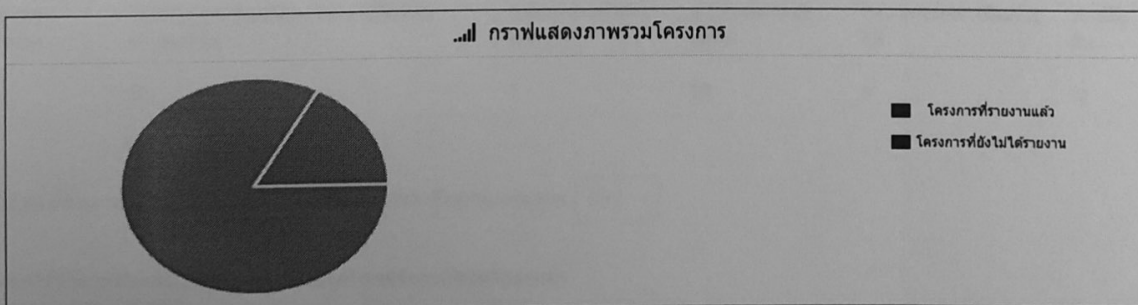 กราฟแสดงภาพรวมโครงการ
โครงการที่รายงานแล้ว
โครงการที่ยังไม่ได้รายงาน